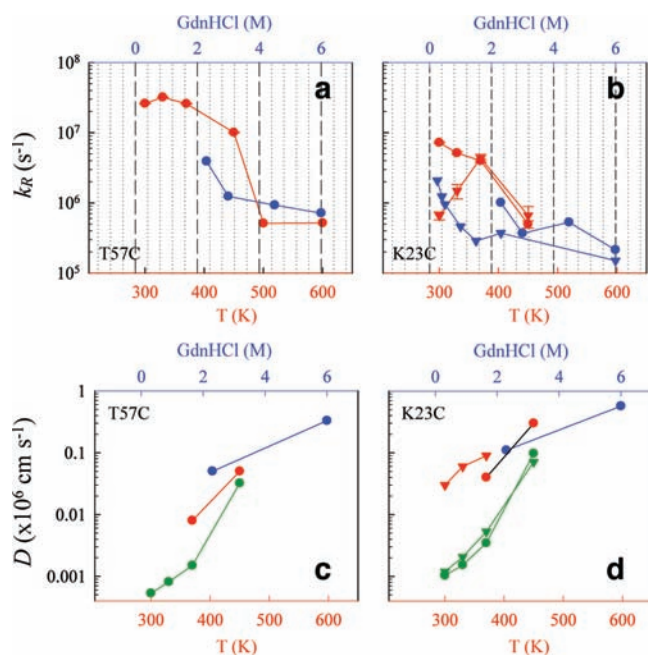 GdnHCl (M)
GdnHCl (M)
0 2 4 6
0 2 4 6
10^8
10^7
10^6
10^5
k_R (s^-1)
a
b
T57C
K23C
300 400 500 600
300 400 500 600
T (K)
T (K)
GdnHCl (M)
GdnHCl (M)
0 2 4 6
0 2 4 6
1
0.1
0.01
0.001
D (x10^6 cm s^-1)
T57C
K23C
c
d
300 400 500 600
300 400 500 600
T (K)
T (K)